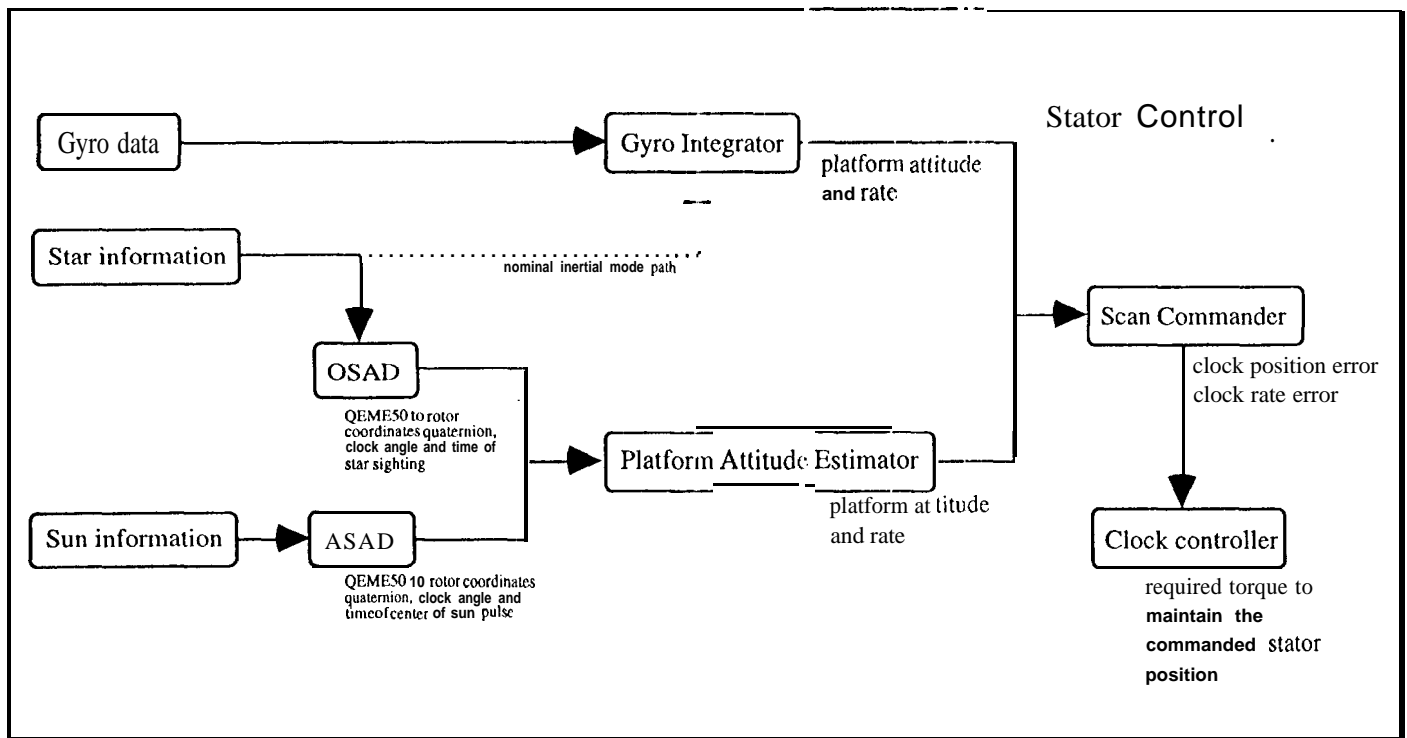 Stator Control
Gyro data
Gyro Integrator
platform attitude
and rate
Star information
nominal inertial mode path
OSAD
QEME50 to rotor
coordinates quaternion,
clock angle and time of
star sighting
Scan Commander
clock position error
clock rate error
Platform Attitude Estimator
platform at titude
and rate
Sun information
ASAD
QEME50 10 rotor coordinates
quaternion, clock angle and
timeofcenter of sun pulse
Clock controller
required torque to
maintain the
commanded stator
position